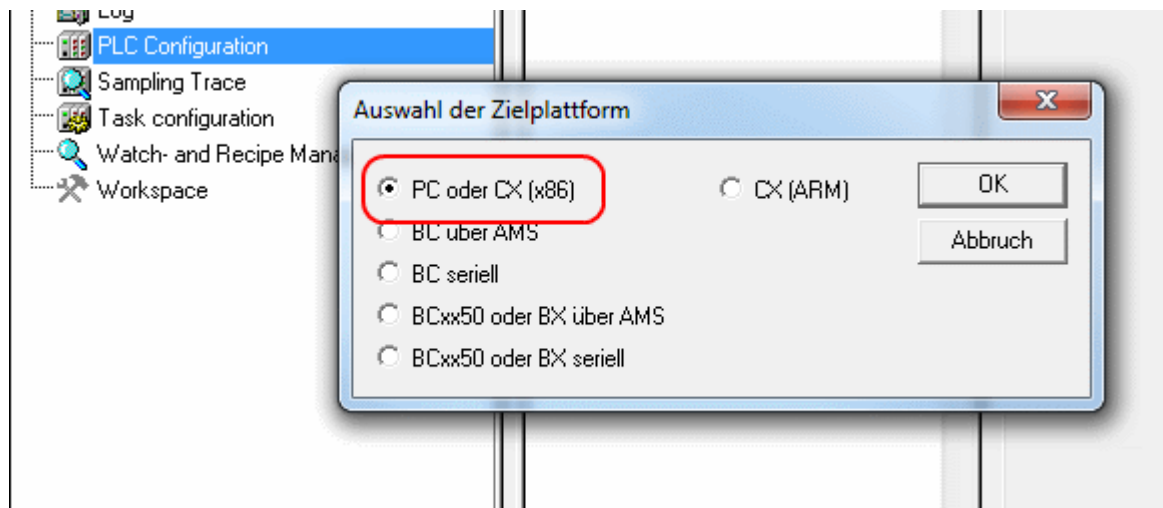 Log
PLC Configuration
Sampling Trace
Task configuration
Watch- and Recipe Mana
Workspace
Auswahl der Zielplattform
PC oder CX (x86)
CX (ARM)
OK
BC über AMS
Abbruch
BC seriell
BCxx50 oder BX über AMS
BCxx50 oder BX seriell